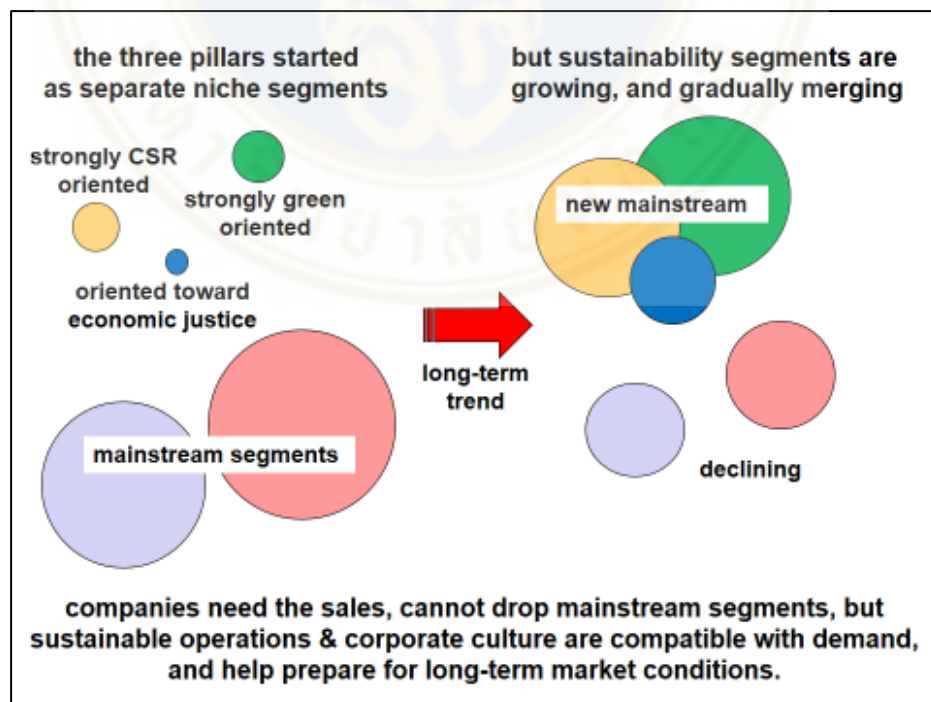 the three pillars started
as separate niche segments
but sustainability segments are
growing, and gradually merging
strongly CSR
oriented
strongly green
oriented
oriented toward
economic justice
new mainstream
long-term
trend
mainstream segments
declining
companies need the sales, cannot drop mainstream segments, but
sustainable operations & corporate culture are compatible with demand,
and help prepare for long-term market conditions.